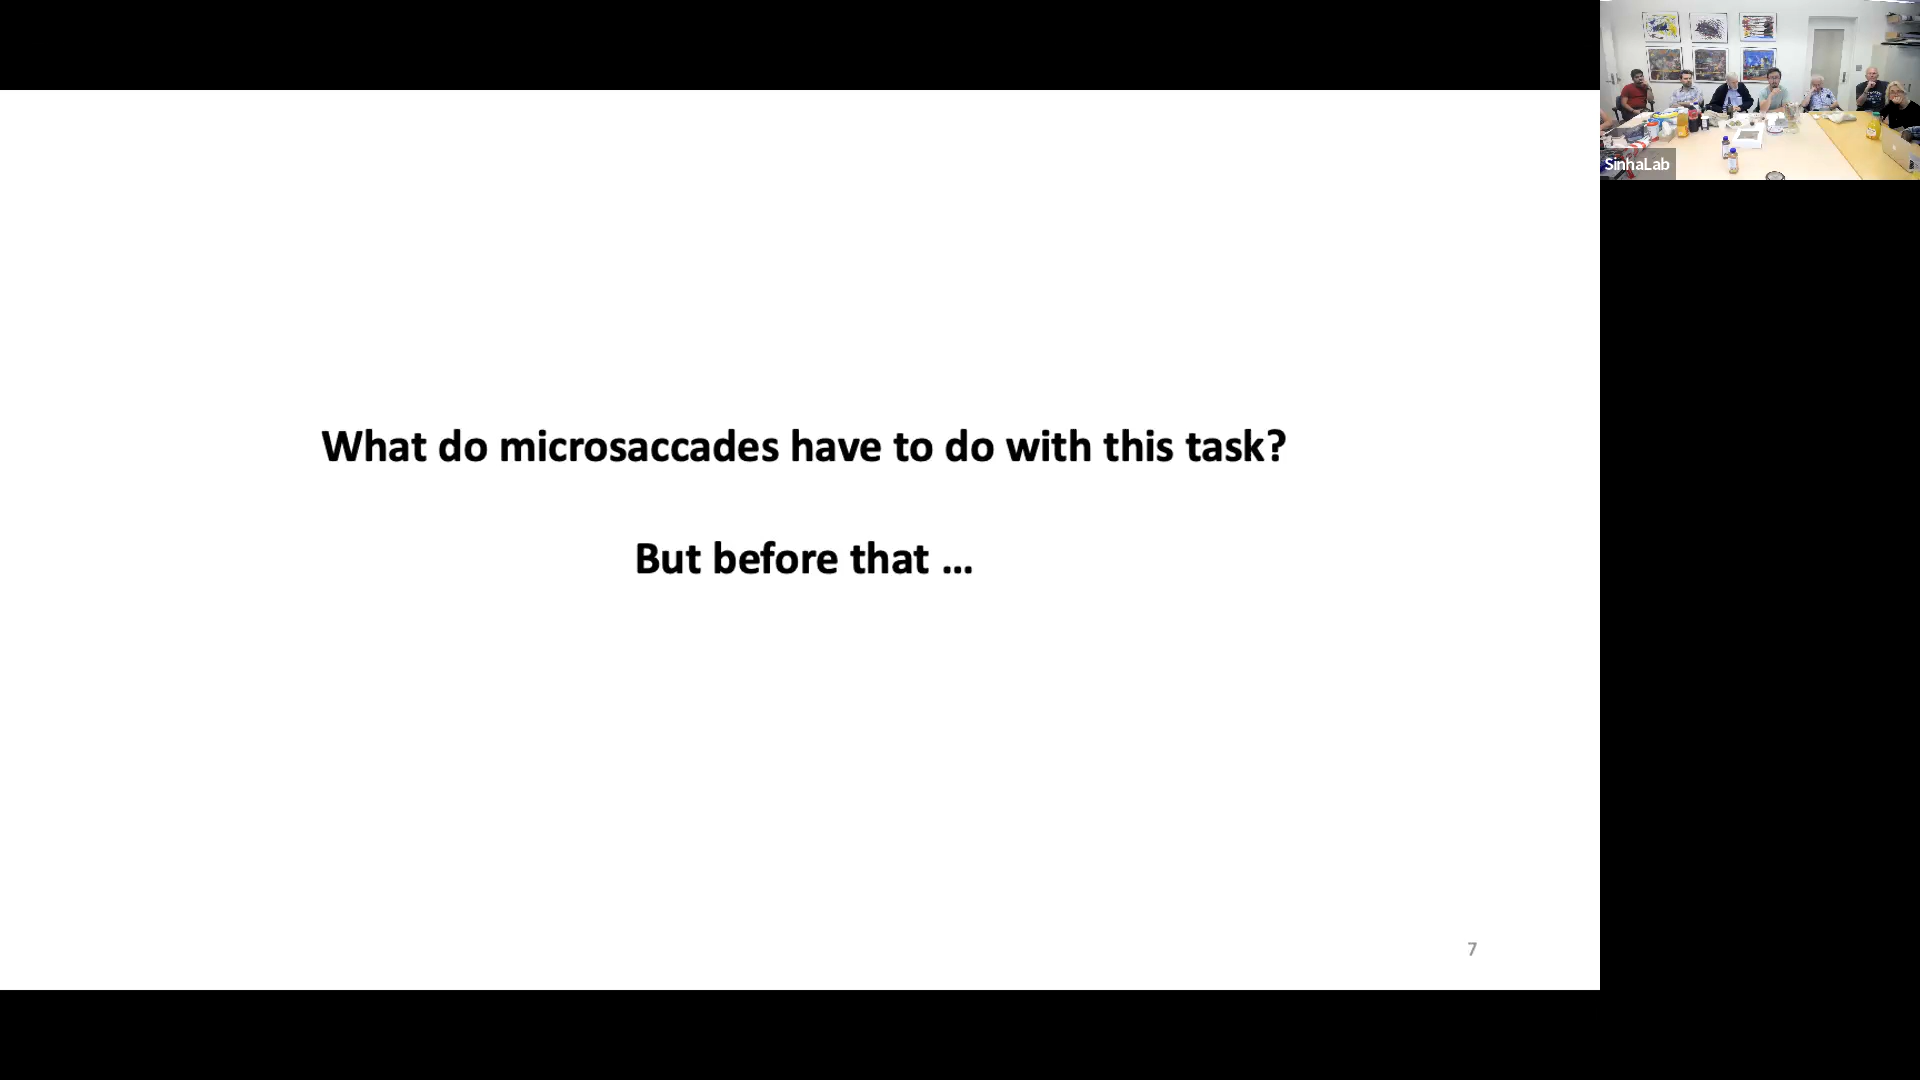 SinhaLab
What do microsaccades have to do with this task?
But before that ...
7